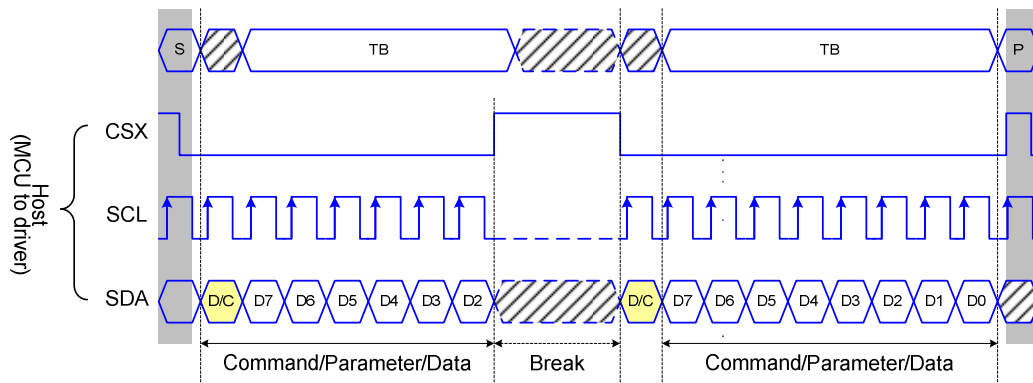 S TB TB P
CSX
SCL
SDA D/C D7 D6 D5 D4 D3 D2 D/C D7 D6 D5 D4 D3 D2 D1 D0
Host
(MCU to driver)
Command/Parameter/Data Break Command/Parameter/Data